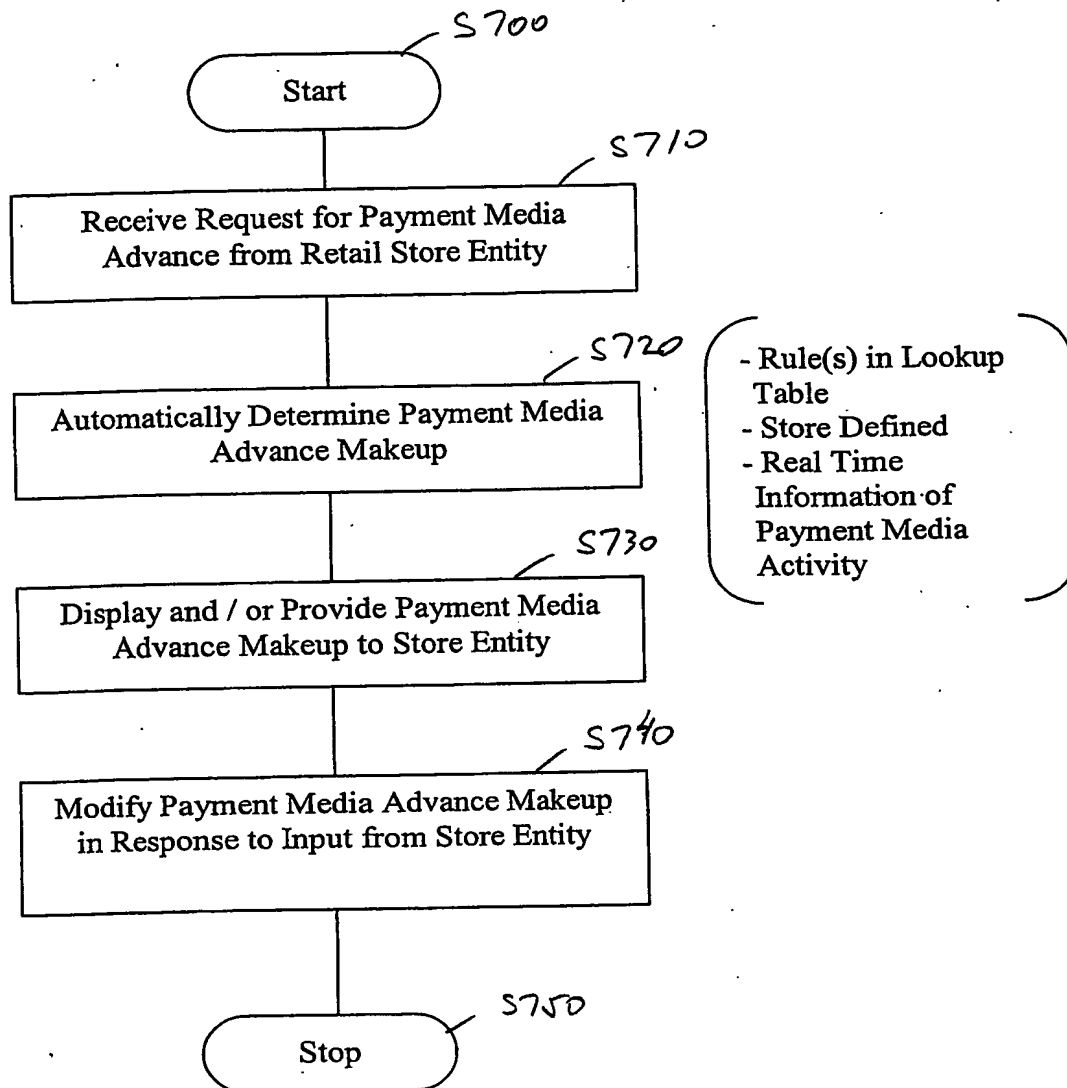 S700
Start
S710
Receive Request for Payment Media
Advance from Retail Store Entity
S720
Automatically Determine Payment Media
Advance Makeup
- Rule(s) in Lookup
Table
- Store Defined
- Real Time
Information of
Payment Media
Activity
S730
Display and / or Provide Payment Media
Advance Makeup to Store Entity
S740
Modify Payment Media Advance Makeup
in Response to Input from Store Entity
S750
Stop